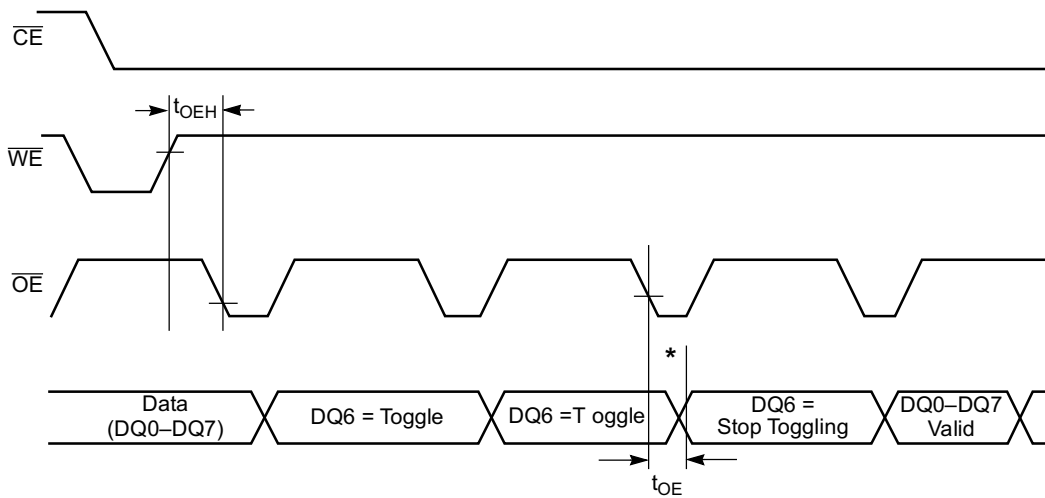 CE
tOEH
WE
OE
*
Data
(DQ0–DQ7)
DQ6 = Toggle
DQ6 =T oggle
DQ6 =
Stop Toggling
DQ0–DQ7
Valid
tOE